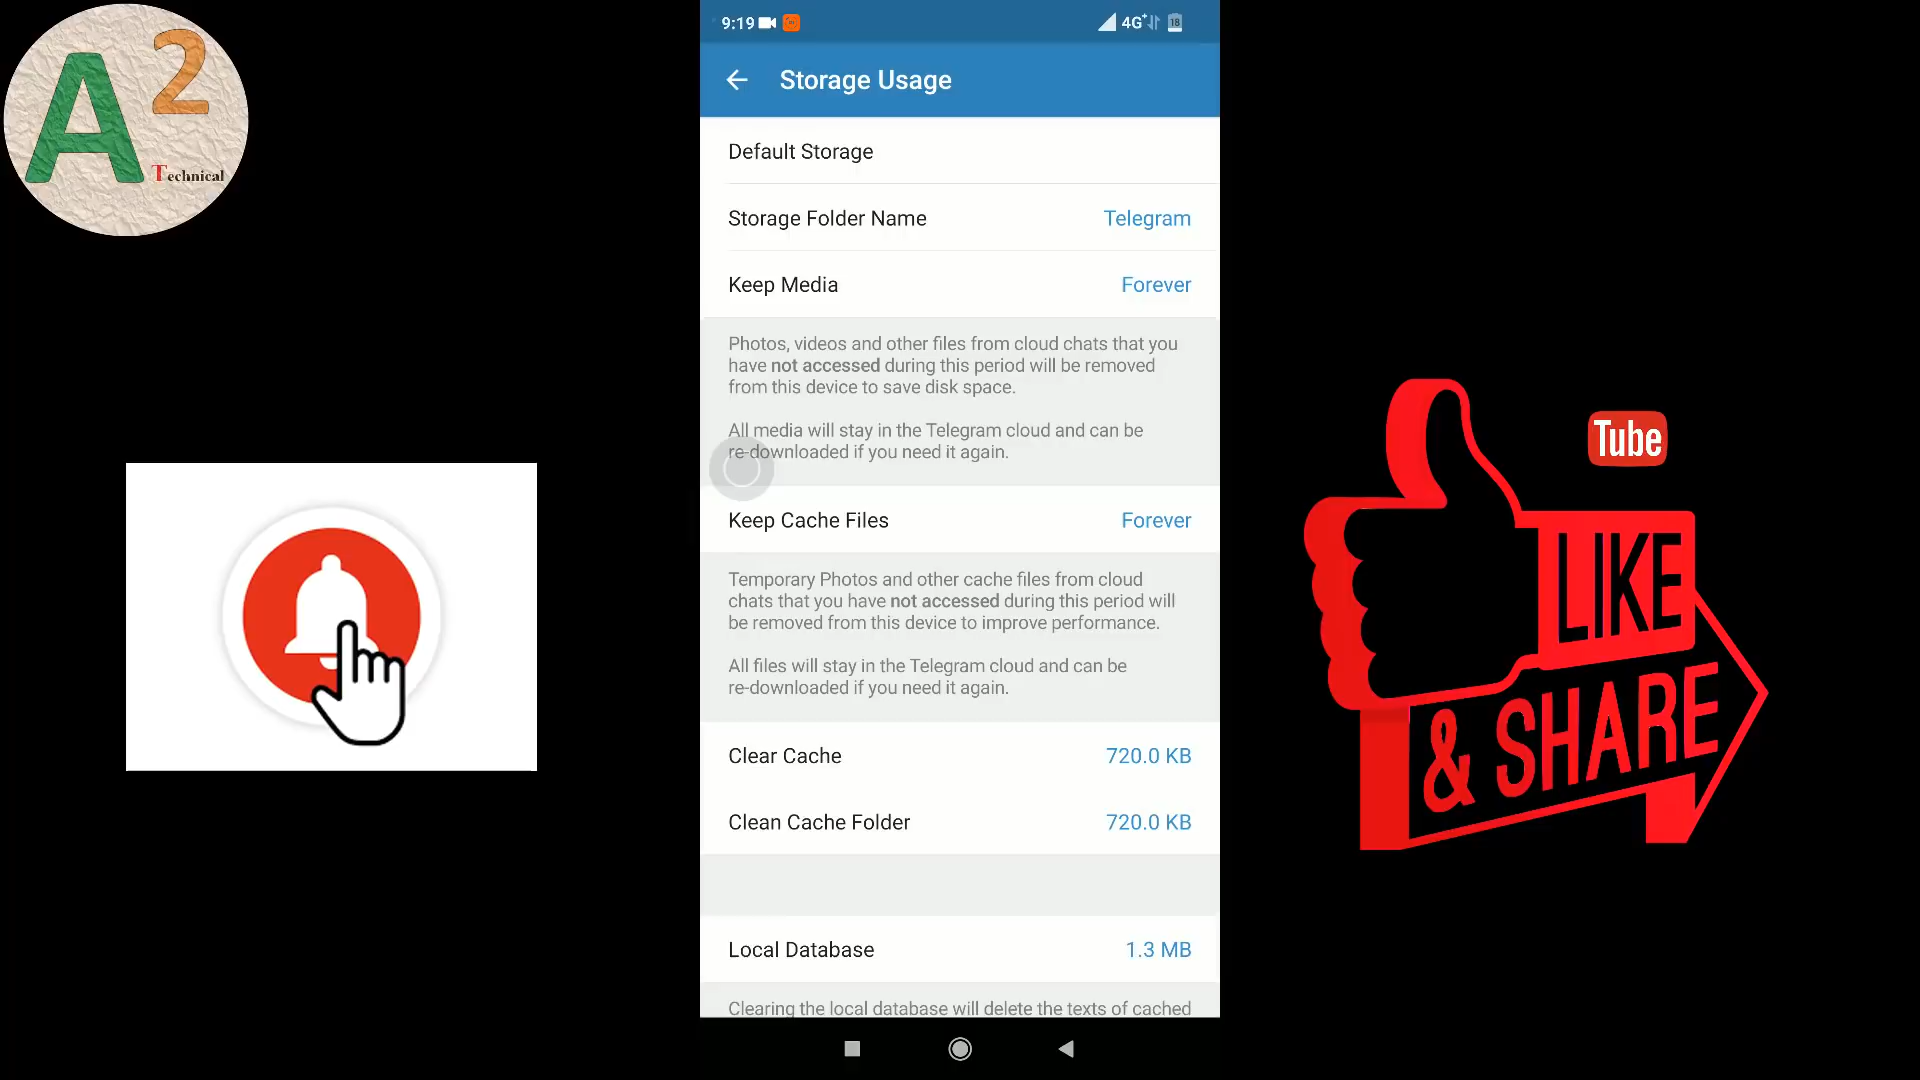 A2
Technical
9:19
4G+
18
Storage Usage
Default Storage
Storage Folder Name Telegram
Keep Media Forever
Photos, videos and other files from cloud chats that you
have not accessed during this period will be removed
from this device to save disk space.
All media will stay in the Telegram cloud and can be
re-downloaded if you need it again.
Keep Cache Files Forever
Temporary Photos and other cache files from cloud
chats that you have not accessed during this period will
be removed from this device to improve performance.
All files will stay in the Telegram cloud and can be
re-downloaded if you need it again.
Clear Cache 720.0 KB
Clean Cache Folder 720.0 KB
Local Database 1.3 MB
Clearing the local database will delete the texts of cached
Tube
LIKE
& SHARE